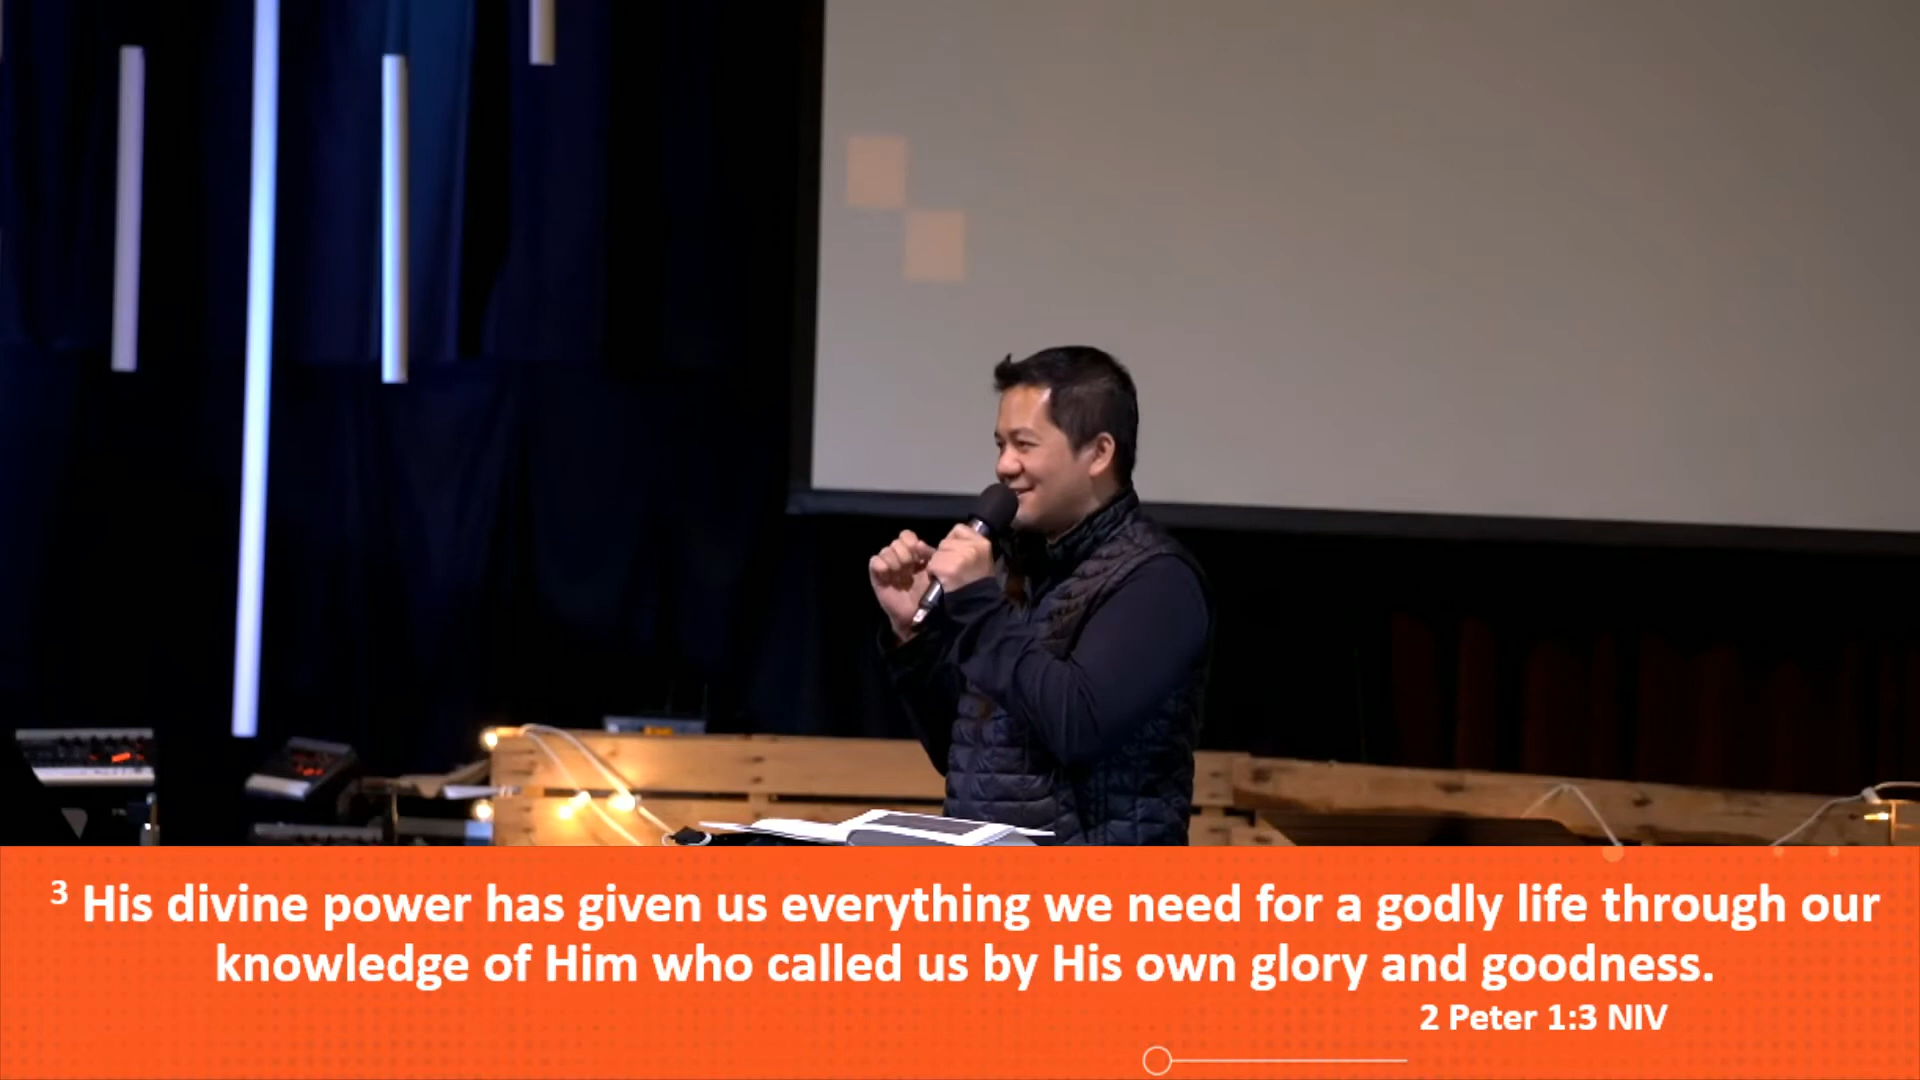 3 His divine power has given us everything we need for a godly life through our
knowledge of Him who called us by His own glory and goodness.
2 Peter 1:3 NIV